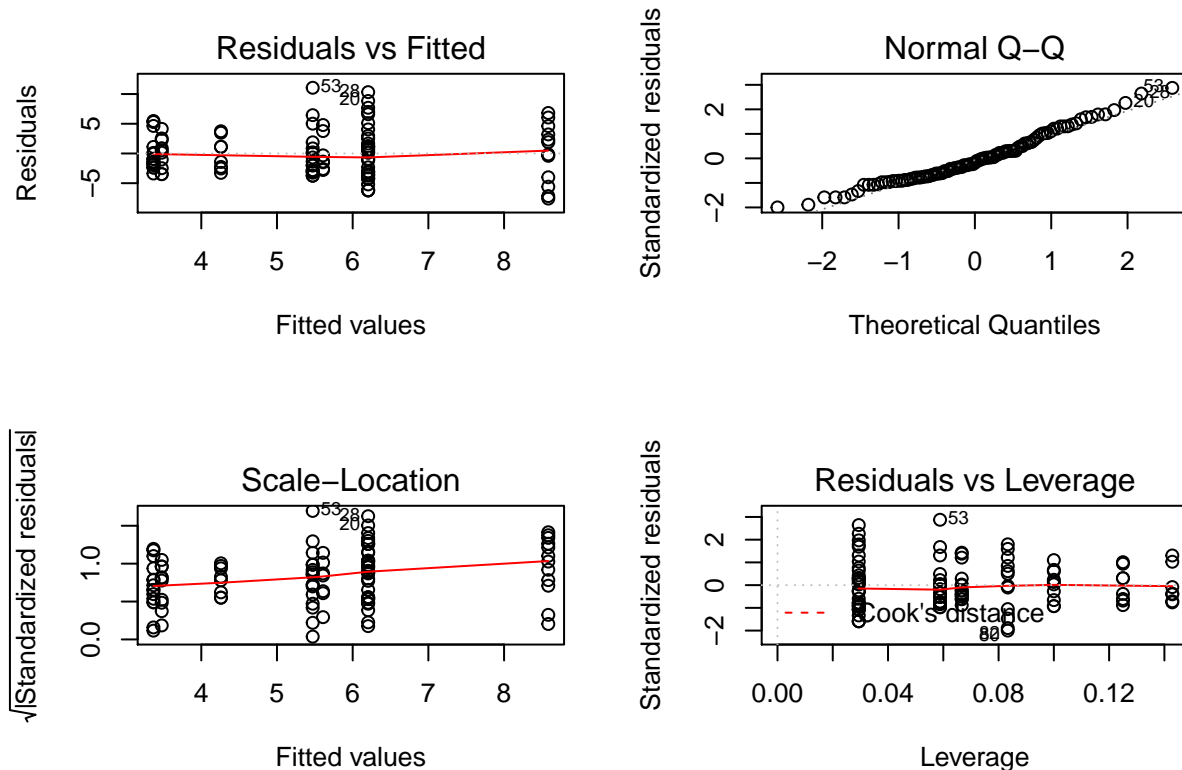 Residuals vs Fitted
Residuals
5
−5
4 5 6 7 8
Fitted values
53
28
20
Normal Q−Q
Standardized residuals
2
0
−2
−2 −1 0 1 2
Theoretical Quantiles
53
20
Scale−Location
√|Standardized residuals|
1.0
0.0
4 5 6 7 8
Fitted values
53
28
20
Residuals vs Leverage
Standardized residuals
2
0
−2
0.00 0.04 0.08 0.12
Leverage
53
Cook's distance